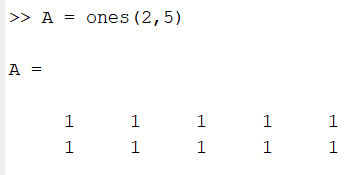 >> A = ones(2,5)
A =
1 1 1 1 1
1 1 1 1 1